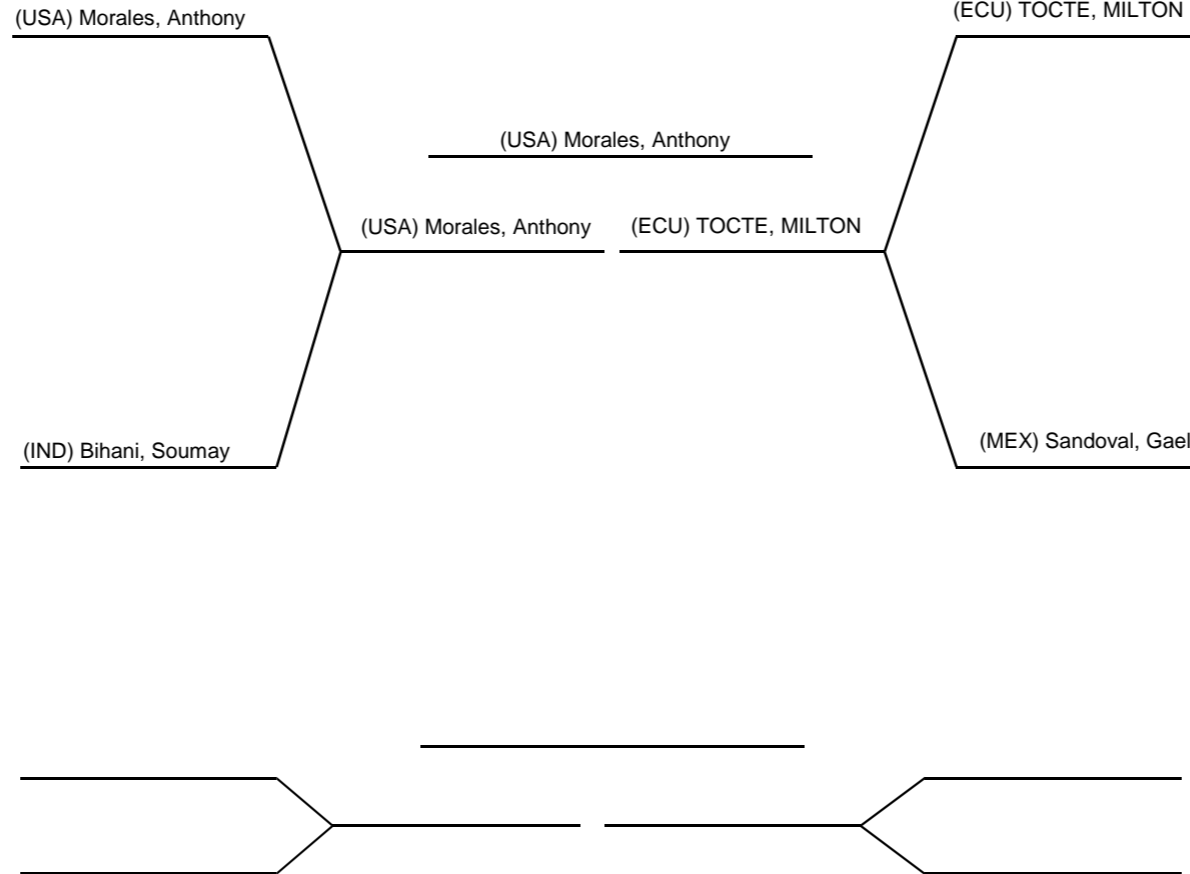 (USA) Morales, Anthony
(ECU) TOCTE, MILTON
(USA) Morales, Anthony
(USA) Morales, Anthony
(ECU) TOCTE, MILTON
(IND) Bihani, Soumay
(MEX) Sandoval, Gael